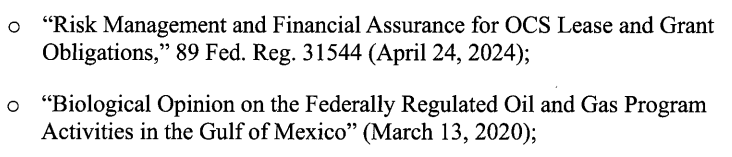 o “Risk Management and Financial Assurance for OCS Lease and Grant
Obligations,” 89 Fed. Reg. 31544 (April 24, 2024);
o “Biological Opinion on the Federally Regulated Oil and Gas Program
Activities in the Gulf of Mexico” (March 13, 2020);